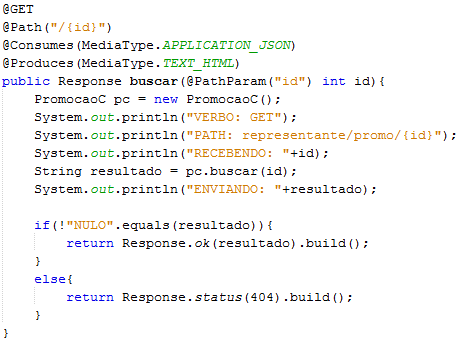 @GET
@Path("/{id}")
@Consumes(MediaType.APPLICATION_JSON)
@Produces(MediaType.TEXT_HTML)
public Response buscar(@PathParam("id") int id){
    PromocaoC pc = new PromocaoC();
    System.out.println("VERBO: GET");
    System.out.println("PATH: representante/promo/{id}");
    System.out.println("RECEBENDO: "+id);
    String resultado = pc.buscar(id);
    System.out.println("ENVIANDO: "+resultado);

    if(!"NULO".equals(resultado)){
        return Response.ok(resultado).build();
    }
    else{
        return Response.status(404).build();
    }
}